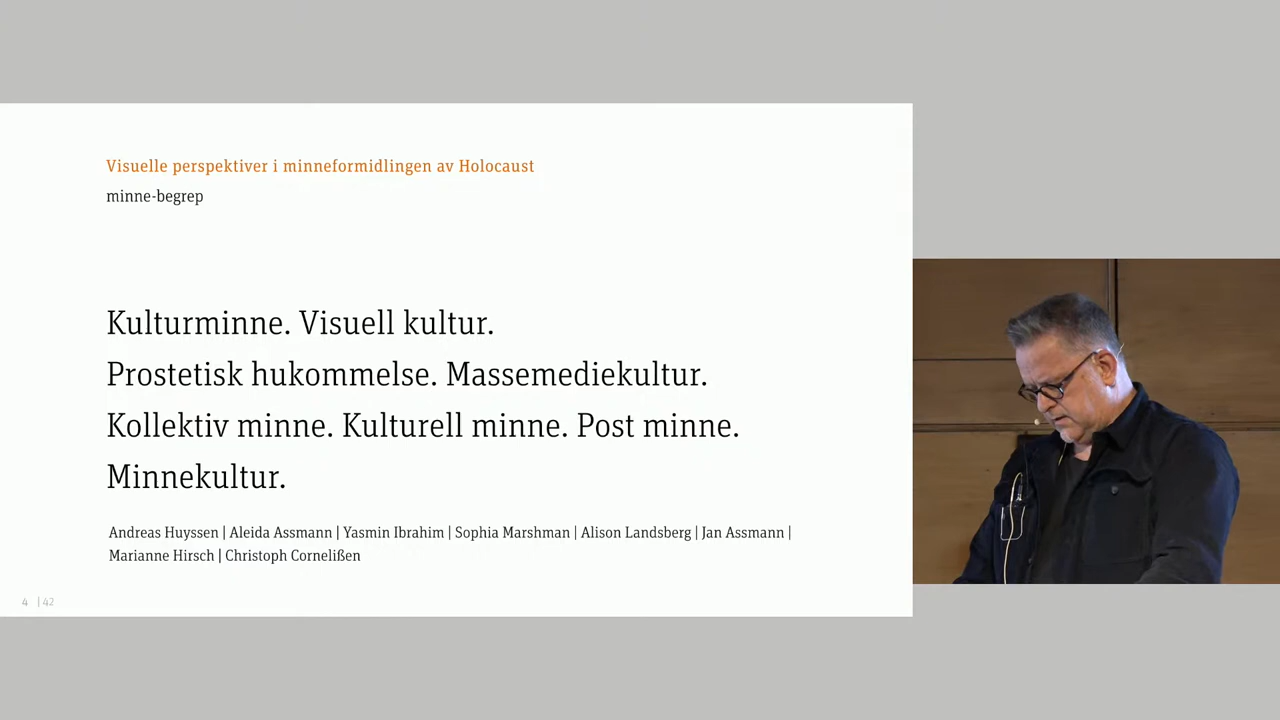 Visuelle perspektiver i minneformidlingen av Holocaust
minne-begrep
Kulturminne. Visuell kultur.
Prostetisk hukommelse. Massemediekultur.
Kollektiv minne. Kulturell minne. Post minne.
Minnekultur.
Andreas Huyssen | Aleida Assmann | Yasmin Ibrahim | Sophia Marshman | Alison Landsberg | Jan Assmann |
Marianne Hirsch | Christoph Cornelißen
4 | 42